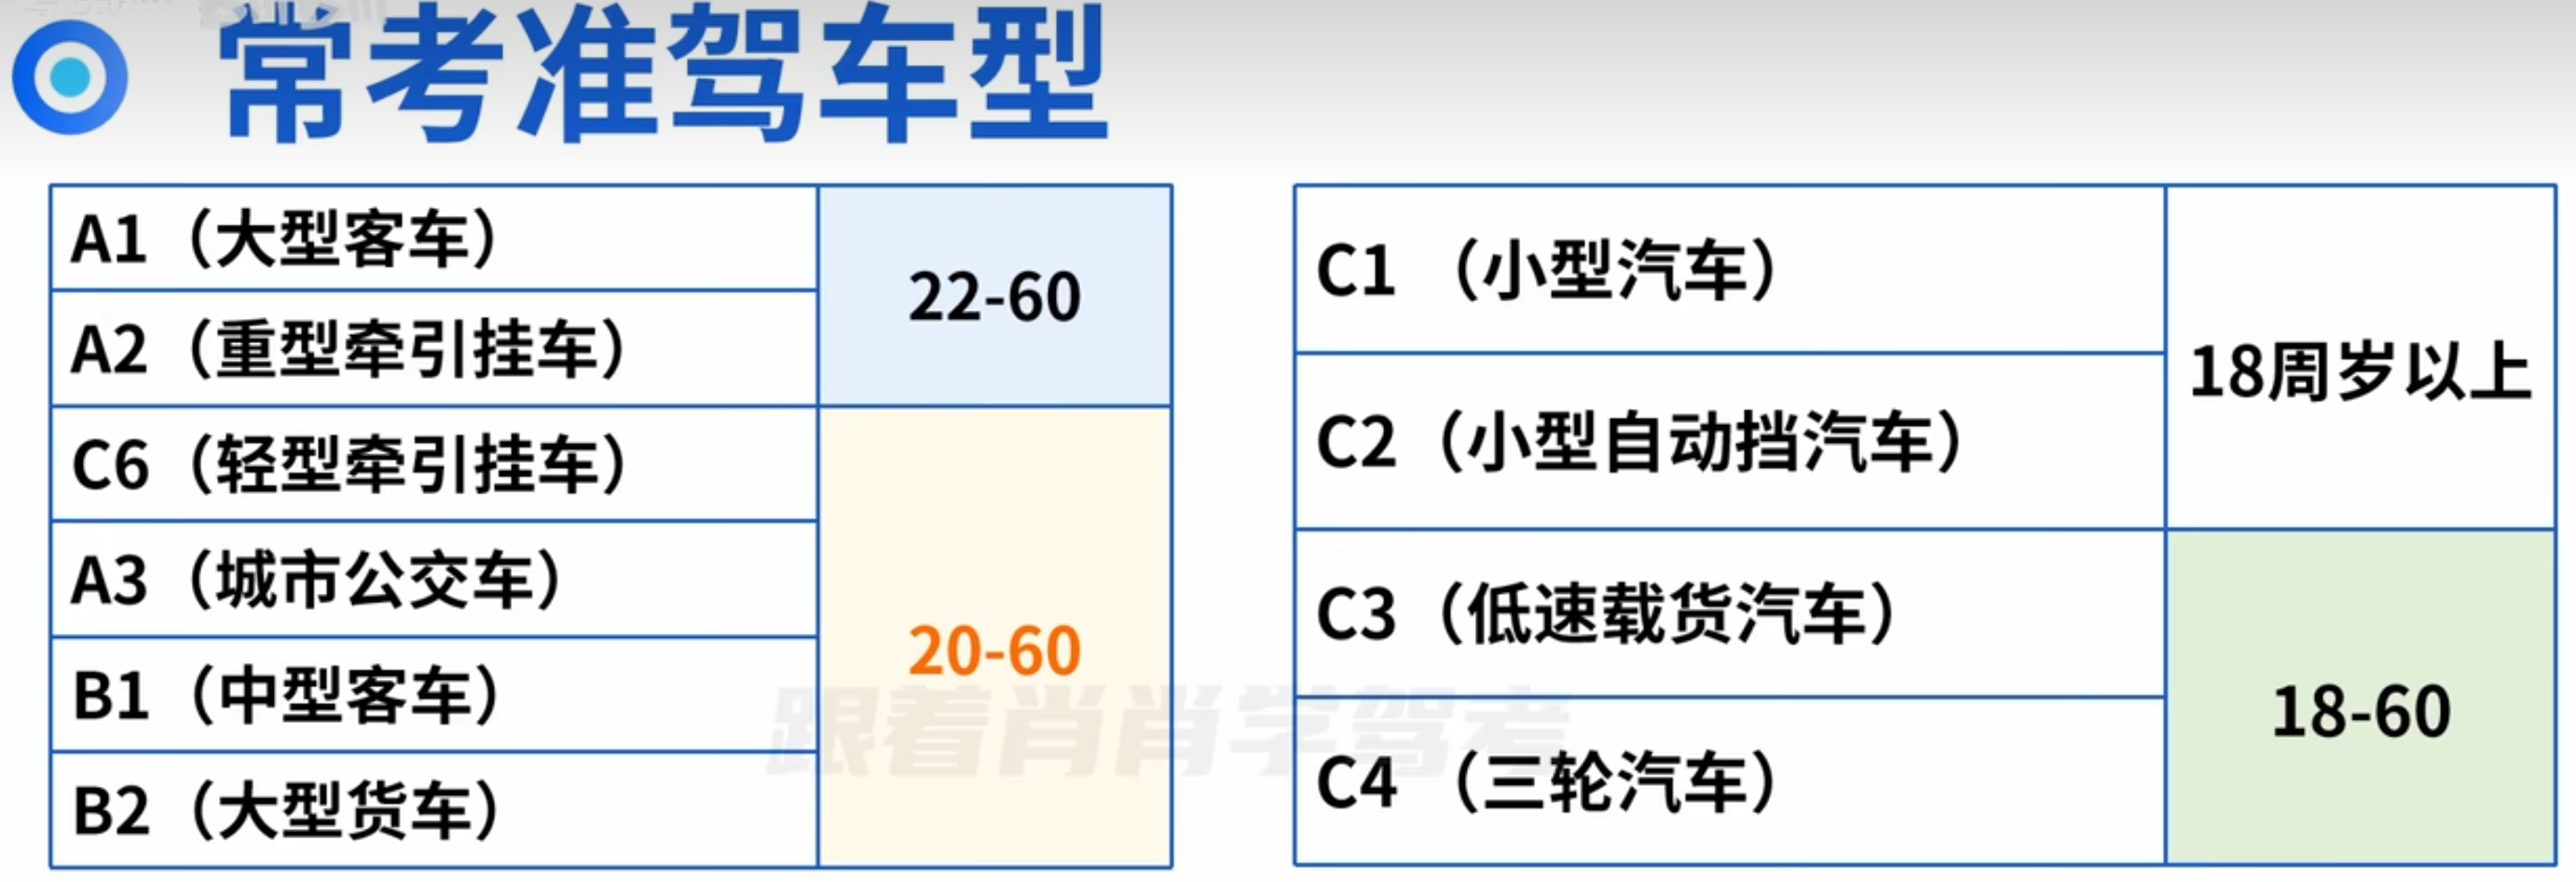 常考准驾车型
A1（大型客车）
A2（重型牵引挂车）
22-60
C6（轻型牵引挂车）
A3（城市公交车）
B1（中型客车）
B2（大型货车）
20-60
C1 （小型汽车）
C2（小型自动挡汽车）
18周岁以上
C3（低速载货汽车）
C4 （三轮汽车）
18-60
跟着肖肖学驾考